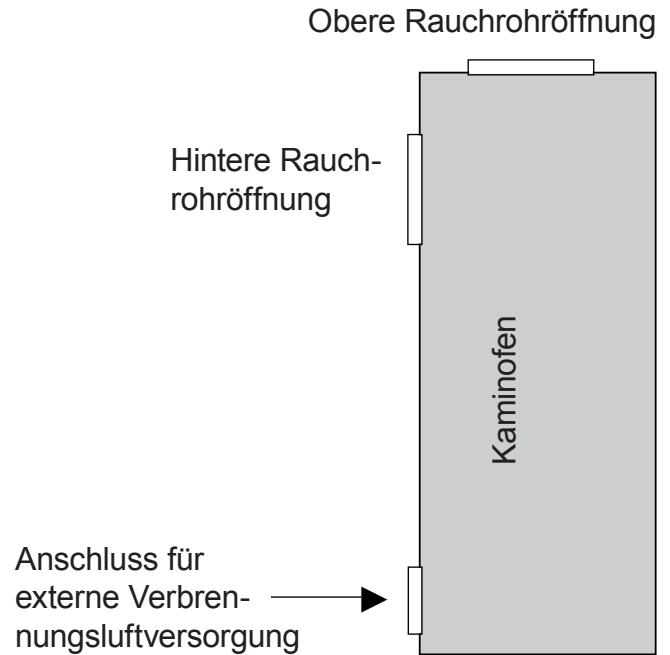 Obere Rauchrohröffnung
Hintere Rauch-
rohröffnung
Kaminofen
Anschluss für
externe Verbren-
nungsluftversorgung